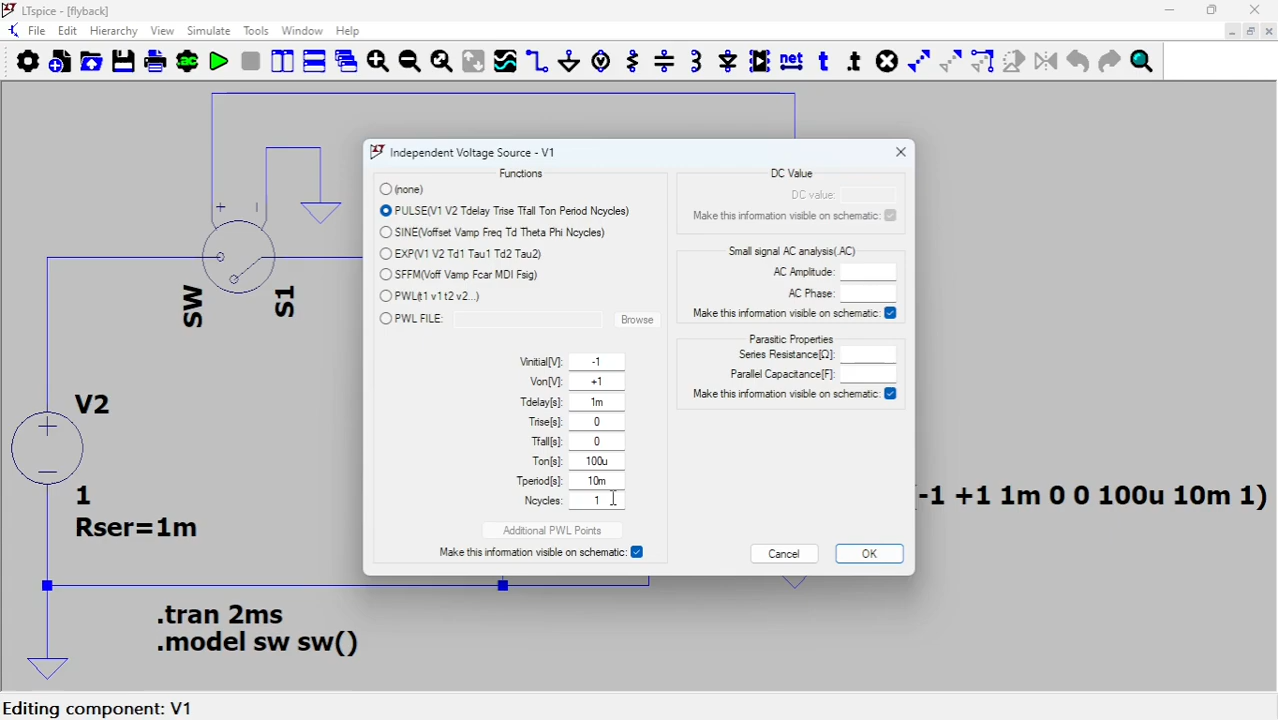 LTspice - [flyback]
File Edit Hierarchy View Simulate Tools Window Help
.ac net t .t
Independent Voltage Source - V1
Functions
(none)
PULSE(V1 V2 Tdelay Trise Tfall Ton Period Ncycles)
SINE(Voffset Vamp Freq Td Theta Phi Ncycles)
EXP(V1 V2 Td1 Tau1 Td2 Tau2)
SFFM(Voff Vamp Fcar MDI Fsig)
PWL(t1 v1 t2 v2...)
PWL FILE: Browse
Vinitial[V]: -1
Von[V]: +1
Tdelay[s]: 1m
Trise[s]: 0
Tfall[s]: 0
Ton[s]: 100u
Tperiod[s]: 10m
Ncycles: 1
Additional PWL Points
Make this information visible on schematic:
DC Value
DC value:
Make this information visible on schematic:
Small signal AC analysis(.AC)
AC Amplitude:
AC Phase:
Make this information visible on schematic:
Parasitic Properties
Series Resistance[Ω]:
Parallel Capacitance[F]:
Make this information visible on schematic:
Cancel OK
SW
S1
V2
1
Rser=1m
-1 +1 1m 0 0 100u 10m 1)
.tran 2ms
.model sw sw()
Editing component: V1